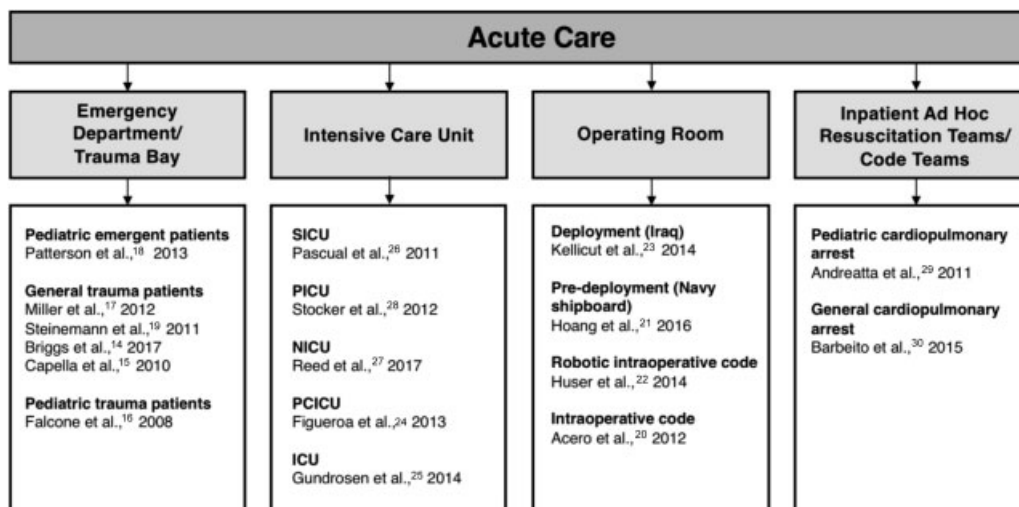 Acute Care
Emergency
Department/
Trauma Bay
Pediatric emergent patients
Patterson et al.,18 2013
General trauma patients
Miller et al.,17 2012
Steinemann et al.,19 2011
Briggs et al.,14 2017
Capella et al.,15 2010
Pediatric trauma patients
Falcone et al.,16 2008
Intensive Care Unit
SICU
Pascual et al.,26 2011
PICU
Stocker et al.,28 2012
NICU
Reed et al.,27 2017
PCICU
Figueroa et al.,24 2013
ICU
Gundrosen et al.,25 2014
Operating Room
Deployment (Iraq)
Kellicut et al.,23 2014
Pre-deployment (Navy
shipboard)
Hoang et al.,21 2016
Robotic intraoperative code
Huser et al.,22 2014
Intraoperative code
Acero et al.,20 2012
Inpatient Ad Hoc
Resuscitation Teams/
Code Teams
Pediatric cardiopulmonary
arrest
Andreatta et al.,29 2011
General cardiopulmonary
arrest
Barbeito et al.,30 2015